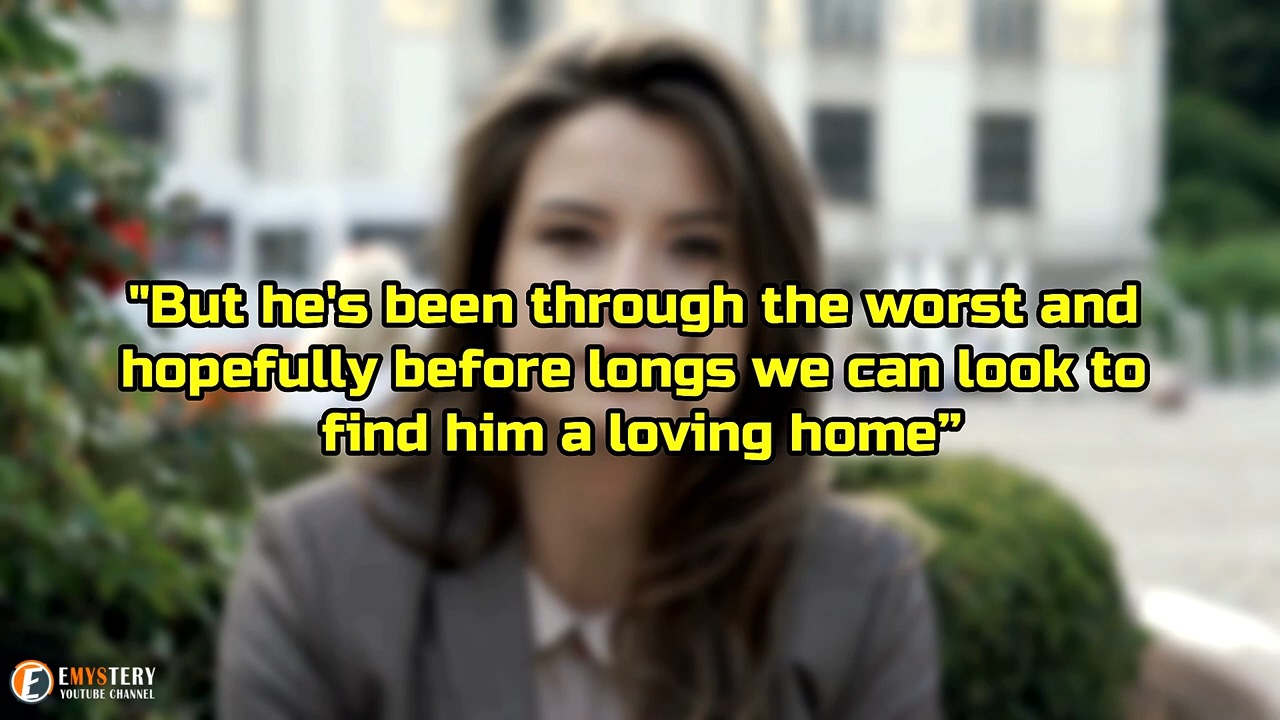 "But he's been through the worst and
hopefully before longs we can look to
find him a loving home”
EMYSTERY
YOUTUBE CHANNEL